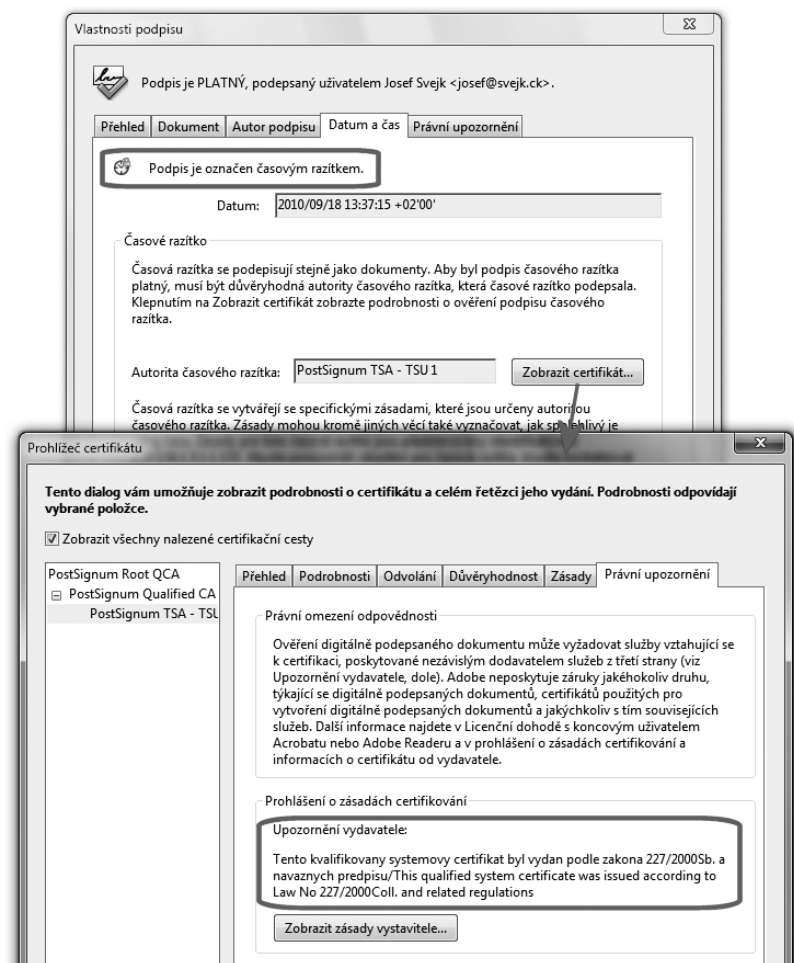 Vlastnosti podpisu
Podpis je PLATNÝ, podepsaný uživatelem Josef Svejk <josef@svejk.ck>.
Přehled Dokument Autor podpisu Datum a čas Právní upozornění
Podpis je označen časovým razítkem.
Datum: 2010/09/18 13:37:15 +02'00'
Časové razítko
Časová razítka se podepisují stejně jako dokumenty. Aby byl podpis časového razítka
platný, musí být důvěryhodná autority časového razítka, která časové razítko podepsala.
Klepnutím na Zobrazit certifikát zobrazte podrobnosti o ověření podpisu časového
razítka.
Autorita časového razítka: PostSignum TSA - TSU 1 Zobrazit certifikát...
Časová razítka se vytvářejí se specifickými zásadami, které jsou určeny autoritou
časového razítka. Zásady mohou kromě jiných věcí také vyznačovat, jak spolehlivý je
Prohlížeč certifikátu
Tento dialog vám umožňuje zobrazit podrobnosti o certifikátu a celém řetězci jeho vydání. Podrobnosti odpovídají
vybrané položce.
Zobrazit všechny nalezené certifikační cesty
PostSignum Root QCA
PostSignum Qualified CA
PostSignum TSA - TSU
Přehled Podrobnosti Odvolání Důvěryhodnost Zásady Právní upozornění
Právní omezení odpovědnosti
Ověření digitálně podepsaného dokumentu může vyžadovat služby vztahující se
k certifikaci, poskytované nezávislým dodavatelem služeb z třetí strany (viz
Upozornění vydavatele, dole). Adobe neposkytuje záruky jakéhokoliv druhu,
týkající se digitálně podepsaných dokumentů, certifikátů použitých pro
vytvoření digitálně podepsaných dokumentů a jakýchkoliv s tím souvisejících
služeb. Další informace najdete v Licenční dohodě s koncovým uživatelem
Acrobatu nebo Adobe Readeru a v prohlášení o zásadách certifikování a
informacích o certifikátu od vydavatele.
Prohlášení o zásadách certifikování
Upozornění vydavatele:
Tento kvalifikovany systemovy certifikat byl vydan podle zakona 227/2000Sb. a
navaznych predpisu/This qualified system certificate was issued according to
Law No 227/2000Coll. and related regulations
Zobrazit zásady vystavitele...